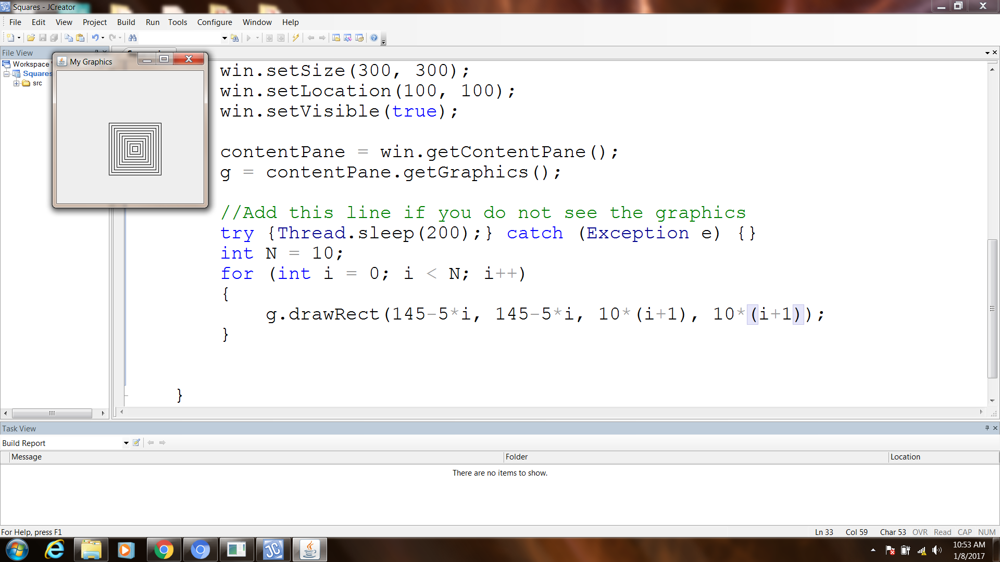 Squares - JCreator
File Edit View Project Build Run Tools Configure Window Help
File View
Workspace
Squares
src
My Graphics
win.setSize(300, 300);
win.setLocation(100, 100);
win.setVisible(true);
contentPane = win.getContentPane();
g = contentPane.getGraphics();
//Add this line if you do not see the graphics
try {Thread.sleep(200);} catch (Exception e) {}
int N = 10;
for (int i = 0; i < N; i++)
{
g.drawRect(145-5*i, 145-5*i, 10*(i+1), 10*(i+1));
}
}
Task View
Build Report
Message Folder Location
There are no items to show.
For Help, press F1
Ln 33 Col 59 Char 53 OVR Read CAP NUM
10:53 AM
1/8/2017